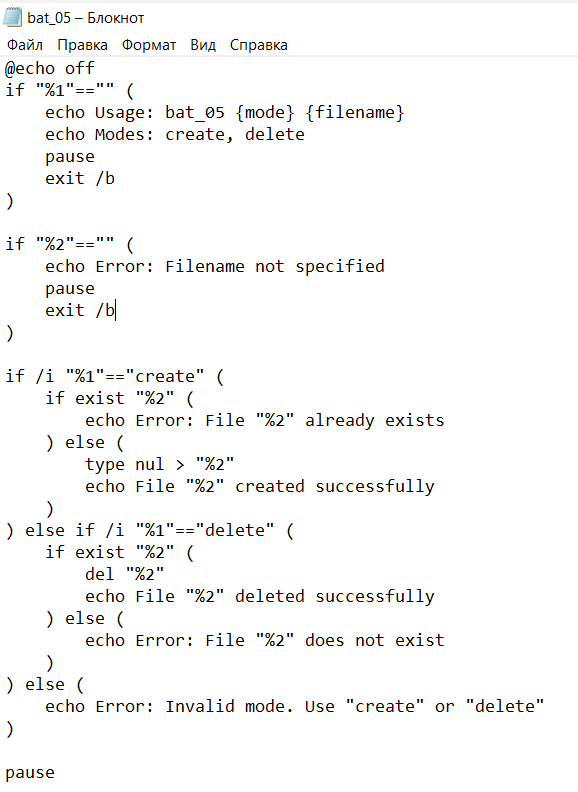 bat_05 – Блокнот
Файл Правка Формат Вид Справка
@echo off
if "%1"=="" (
    echo Usage: bat_05 {mode} {filename}
    echo Modes: create, delete
    pause
    exit /b
)

if "%2"=="" (
    echo Error: Filename not specified
    pause
    exit /b
)

if /i "%1"=="create" (
    if exist "%2" (
        echo Error: File "%2" already exists
    ) else (
        type nul > "%2"
        echo File "%2" created successfully
    )
) else if /i "%1"=="delete" (
    if exist "%2" (
        del "%2"
        echo File "%2" deleted successfully
    ) else (
        echo Error: File "%2" does not exist
    )
) else (
    echo Error: Invalid mode. Use "create" or "delete"
)

pause